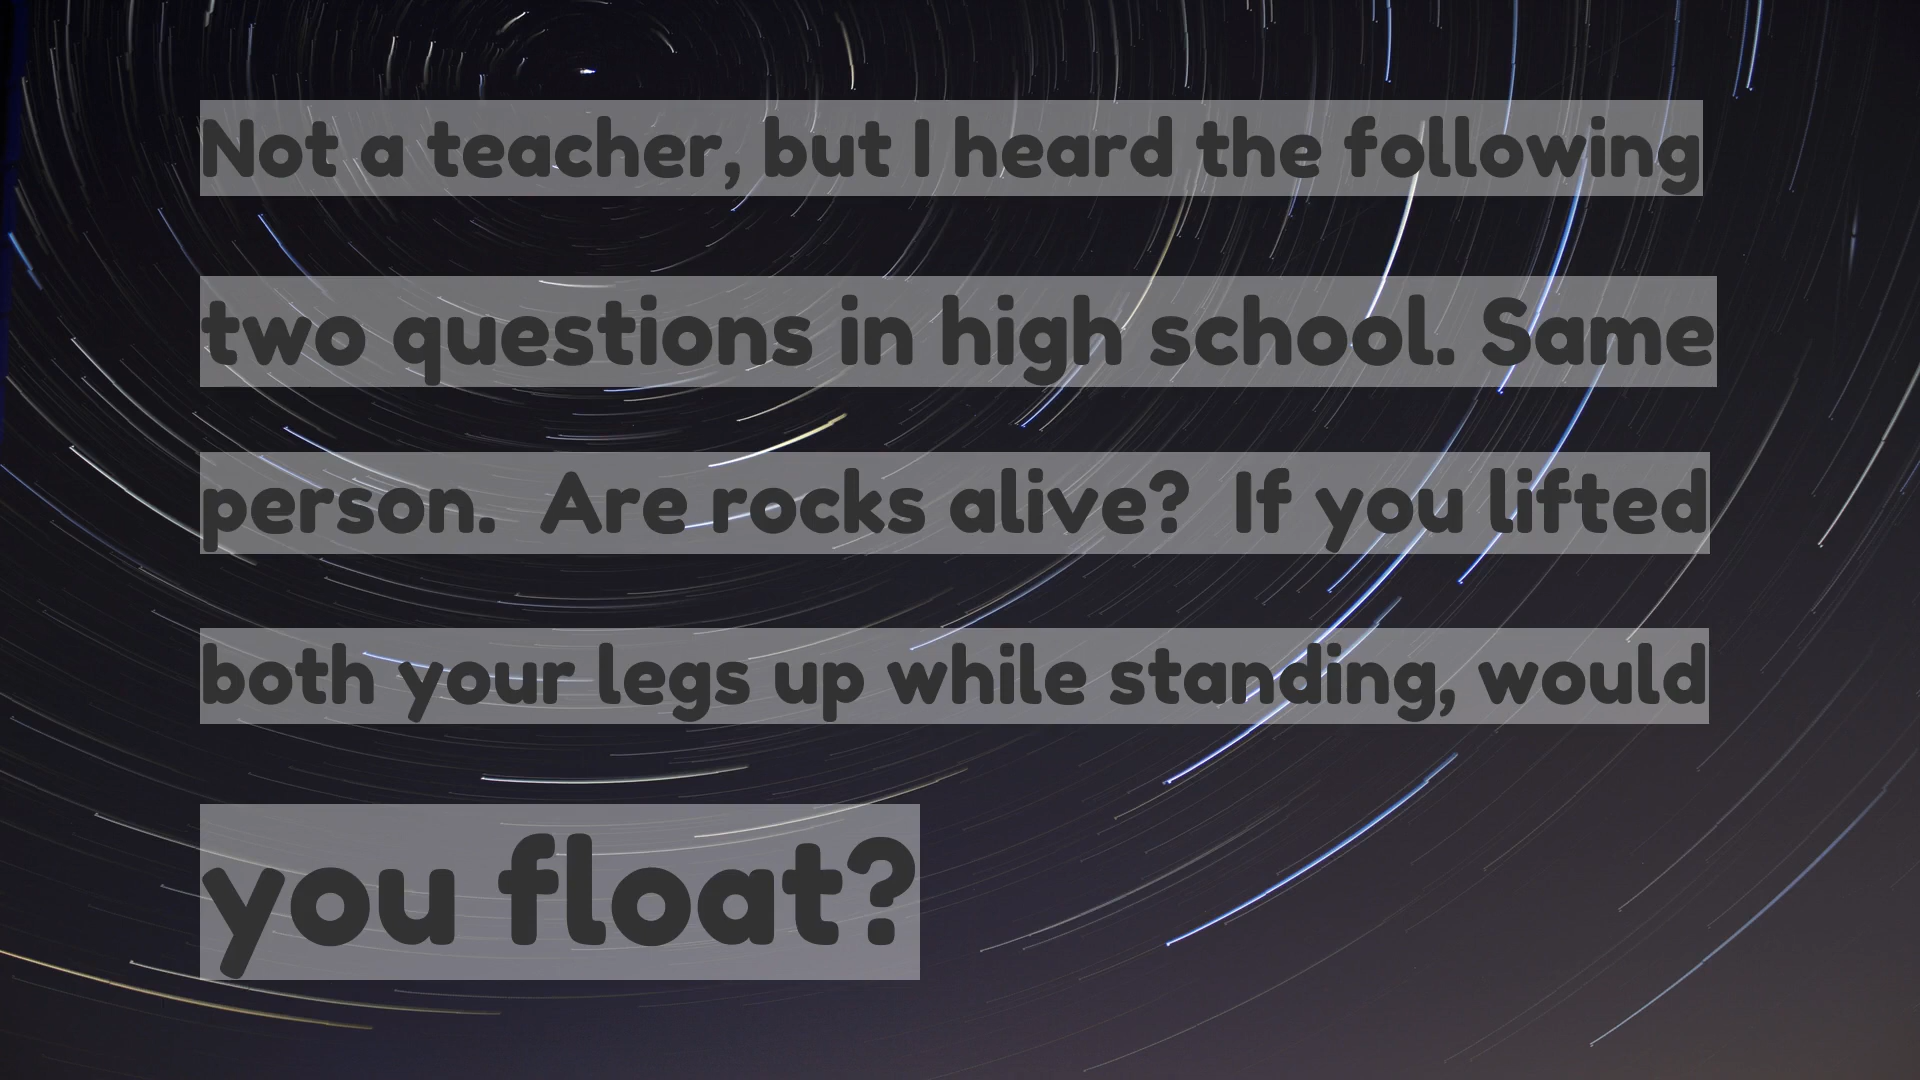 Not a teacher, but I heard the following
two questions in high school. Same
person.  Are rocks alive?  If you lifted
both your legs up while standing, would
you float?